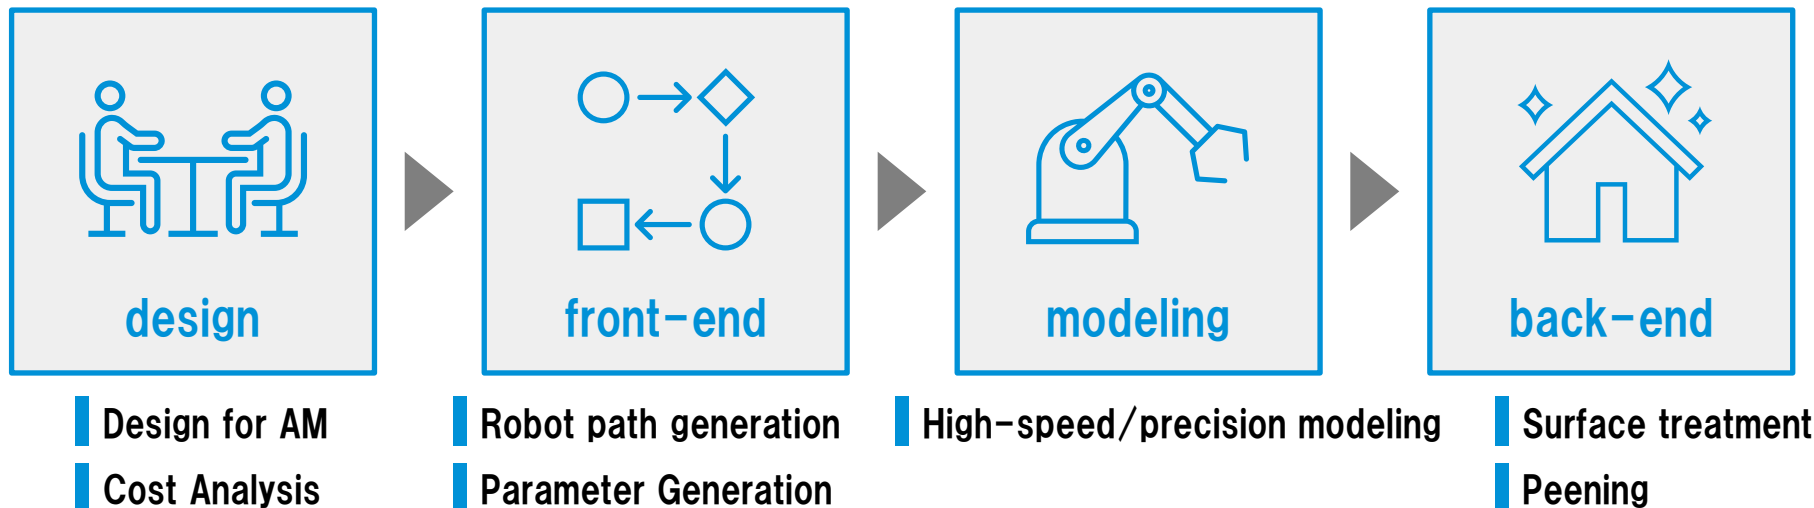 design
front-end
modeling
back-end
Design for AM
Cost Analysis
Robot path generation
Parameter Generation
High-speed/precision modeling
Surface treatment
Peening